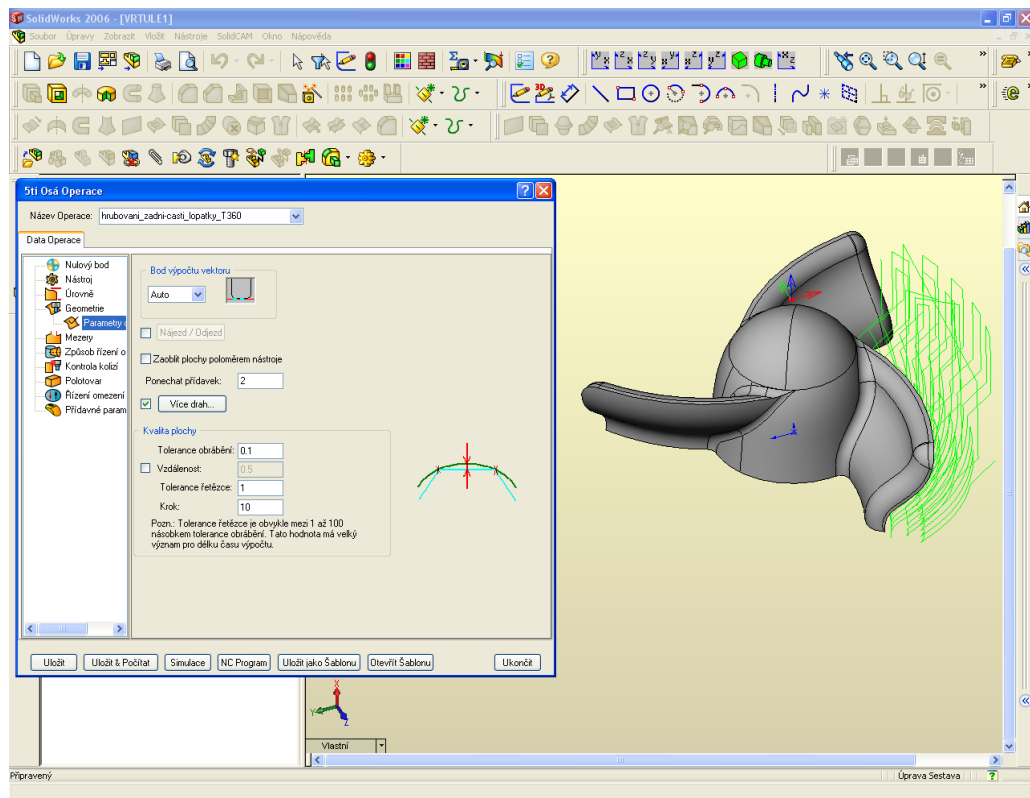 SolidWorks 2006 - [VRTULE1]
Soubor Úpravy Zobrazit Vložit Nástroje SolidCAM Okno Nápověda
5ti Osá Operace
Název Operace: hrubovani_zadni-casti_lopatky_T360
Data Operace
Nulový bod
Nástroj
Úrovně
Geometrie
Parametry
Mezery
Způsob řízení o
Kontrola kolizí
Polotovar
Řízení omezení
Přídavné param
Bod výpočtu vektoru
Auto
Nájezd / Odjezd
Zaoblit plochy poloměrem nástroje
Ponechat přídavek: 2
Více drah...
Kvalita plochy
Tolerance obrábění: 0.1
Vzdálenost: 0.5
Tolerance řetězce: 1
Krok: 10
Pozn.: Tolerance řetězce je obvykle mezi 1 až 100
násobkem tolerance obrábění. Tato hodnota má velký
význam pro délku času výpočtu.
Uložit Uložit & Počítat Simulace NC Program Uložit jako Šablonu Otevřít Šablonu Ukončit
X
Y
Z
Vlastní
Připravený Úprava Sestava ?